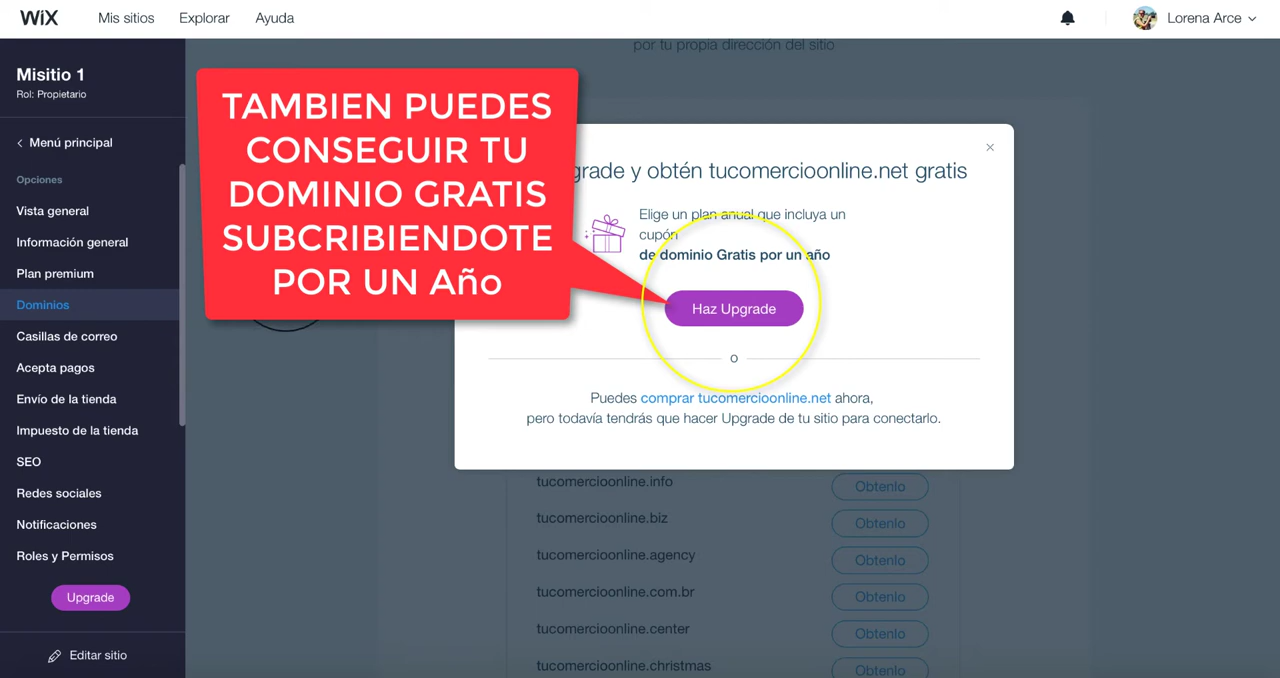 WiX
Mis sitios
Explorar
Ayuda
Lorena Arce
Misitio 1
Rol: Propietario
Menú principal
Opciones
Vista general
Información general
Plan premium
Dominios
Casillas de correo
Acepta pagos
Envío de la tienda
Impuesto de la tienda
SEO
Redes sociales
Notificaciones
Roles y Permisos
Upgrade
Editar sitio
por tu propia dirección del sitio
TAMBIEN PUEDES
CONSEGUIR TU
DOMINIO GRATIS
SUBCRIBIENDOTE
POR UN Año
grade y obtén tucomercioonline.net gratis
Elige un plan anual que incluya un
cupón
de dominio Gratis por un año
Haz Upgrade
O
Puedes comprar tucomercioonline.net ahora,
pero todavía tendrás que hacer Upgrade de tu sitio para conectarlo.
tucomercioonline.info
Obtenlo
tucomercioonline.biz
Obtenlo
tucomercioonline.agency
Obtenlo
tucomercioonline.com.br
Obtenlo
tucomercioonline.center
Obtenlo
tucomercioonline.christmas
Obtenlo